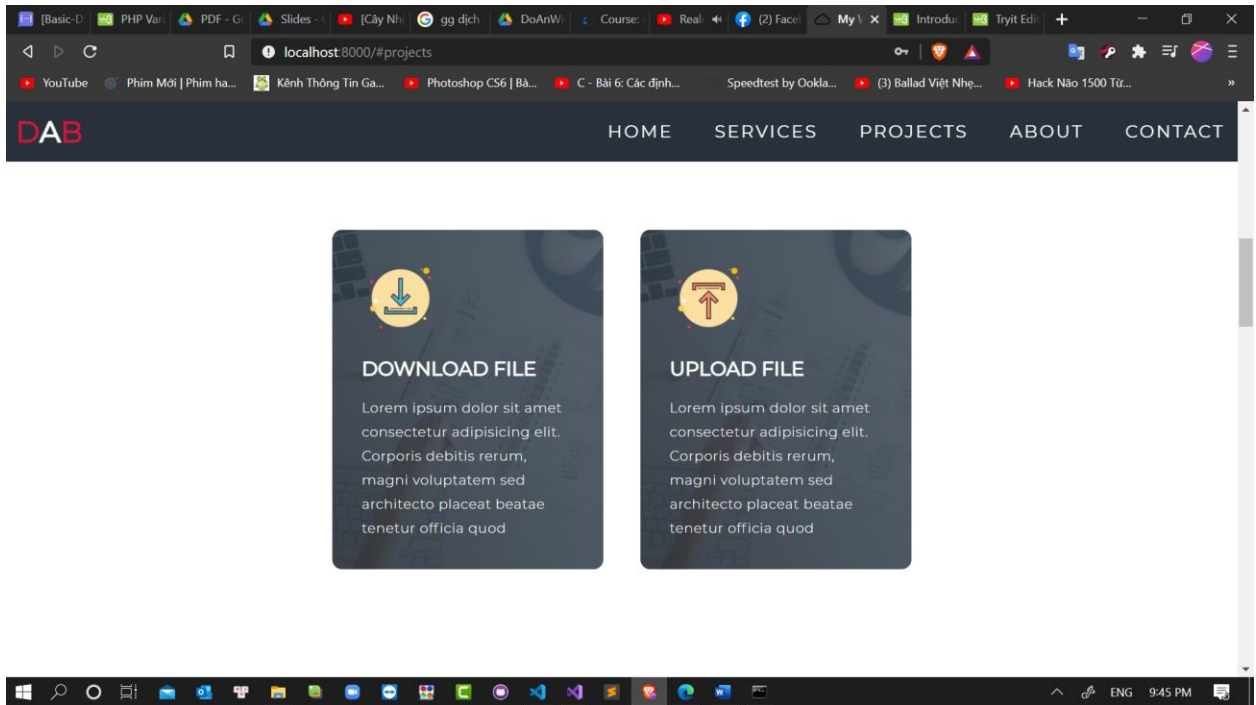 [Basic-D PHP Vari PDF - G Slides - [Cây Nh gg dịch DoAnW Course: Real (2) Face My Introduc Tryit Edi
localhost:8000/#projects
YouTube Phim Mới | Phim ha... Kênh Thông Tin Ga... Photoshop CS6 | Bà... C - Bài 6: Các định... Speedtest by Ookla... (3) Ballad Việt Nhẹ... Hack Não 1500 Từ... »
DAB HOME SERVICES PROJECTS ABOUT CONTACT
DOWNLOAD FILE
Lorem ipsum dolor sit amet
consectetur adipisicing elit.
Corporis debitis rerum,
magni voluptatem sed
architecto placeat beatae
tenetur officia quod
UPLOAD FILE
Lorem ipsum dolor sit amet
consectetur adipisicing elit.
Corporis debitis rerum,
magni voluptatem sed
architecto placeat beatae
tenetur officia quod
ENG 9:45 PM